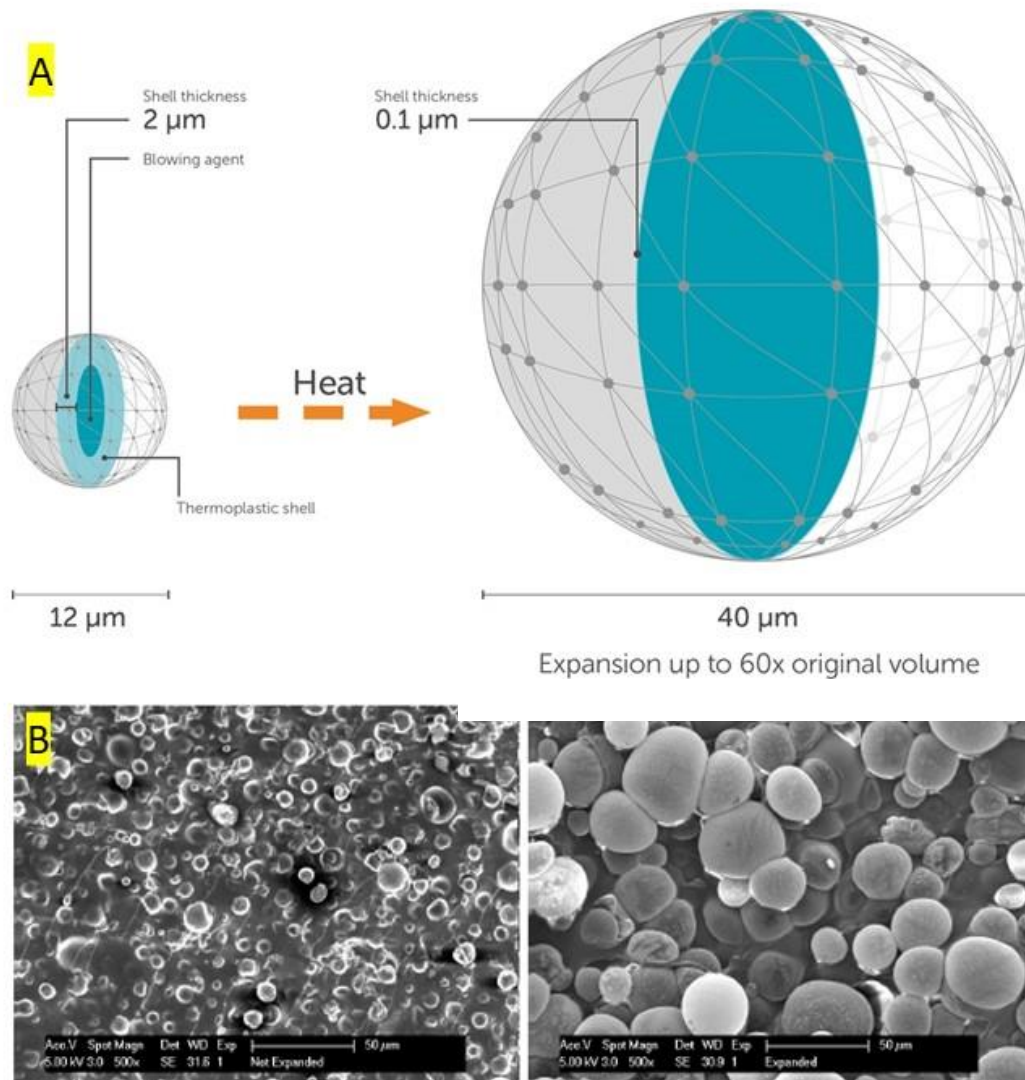 A
Shell thickness
2 µm
Blowing agent
Shell thickness
0.1 µm
Heat
Thermoplastic shell
12 µm
40 µm
Expansion up to 60x original volume
B
Acc.V Spot Magn Det WD Exp 50 µm
5.00 kV 3.0 500x SE 31.6 1 Not Expanded
Acc.V Spot Magn Det WD Exp 50 µm
5.00 kV 3.0 500x SE 30.9 1 Expanded